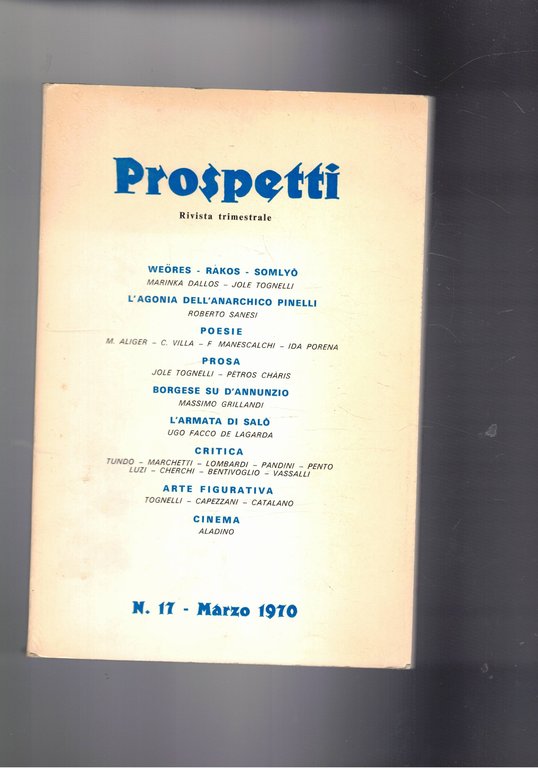 Prospetti
Rivista trimestrale
WEÖRES - RÁKOS - SOMLYÒ
MARINKA DALLOS – JOLE TOGNELLI
L'AGONIA DELL'ANARCHICO PINELLI
ROBERTO SANESI
POESIE
M. ALIGER – C. VILLA – F. MANESCALCHI – IDA PORENA
PROSA
JOLE TOGNELLI – PÉTROS CHÁRIS
BORGESE SU D'ANNUNZIO
MASSIMO GRILLANDI
L'ARMATA DI SALÒ
UGO FACCO DE LAGARDA
CRITICA
TUNDO – MARCHETTI – LOMBARDI – PANDINI – PENTO
LUZI – CHERCHI – BENTIVOGLIO – VASSALLI
ARTE FIGURATIVA
TOGNELLI – CAPEZZANI – CATALANO
CINEMA
ALADINO
N. 17 - Marzo 1970